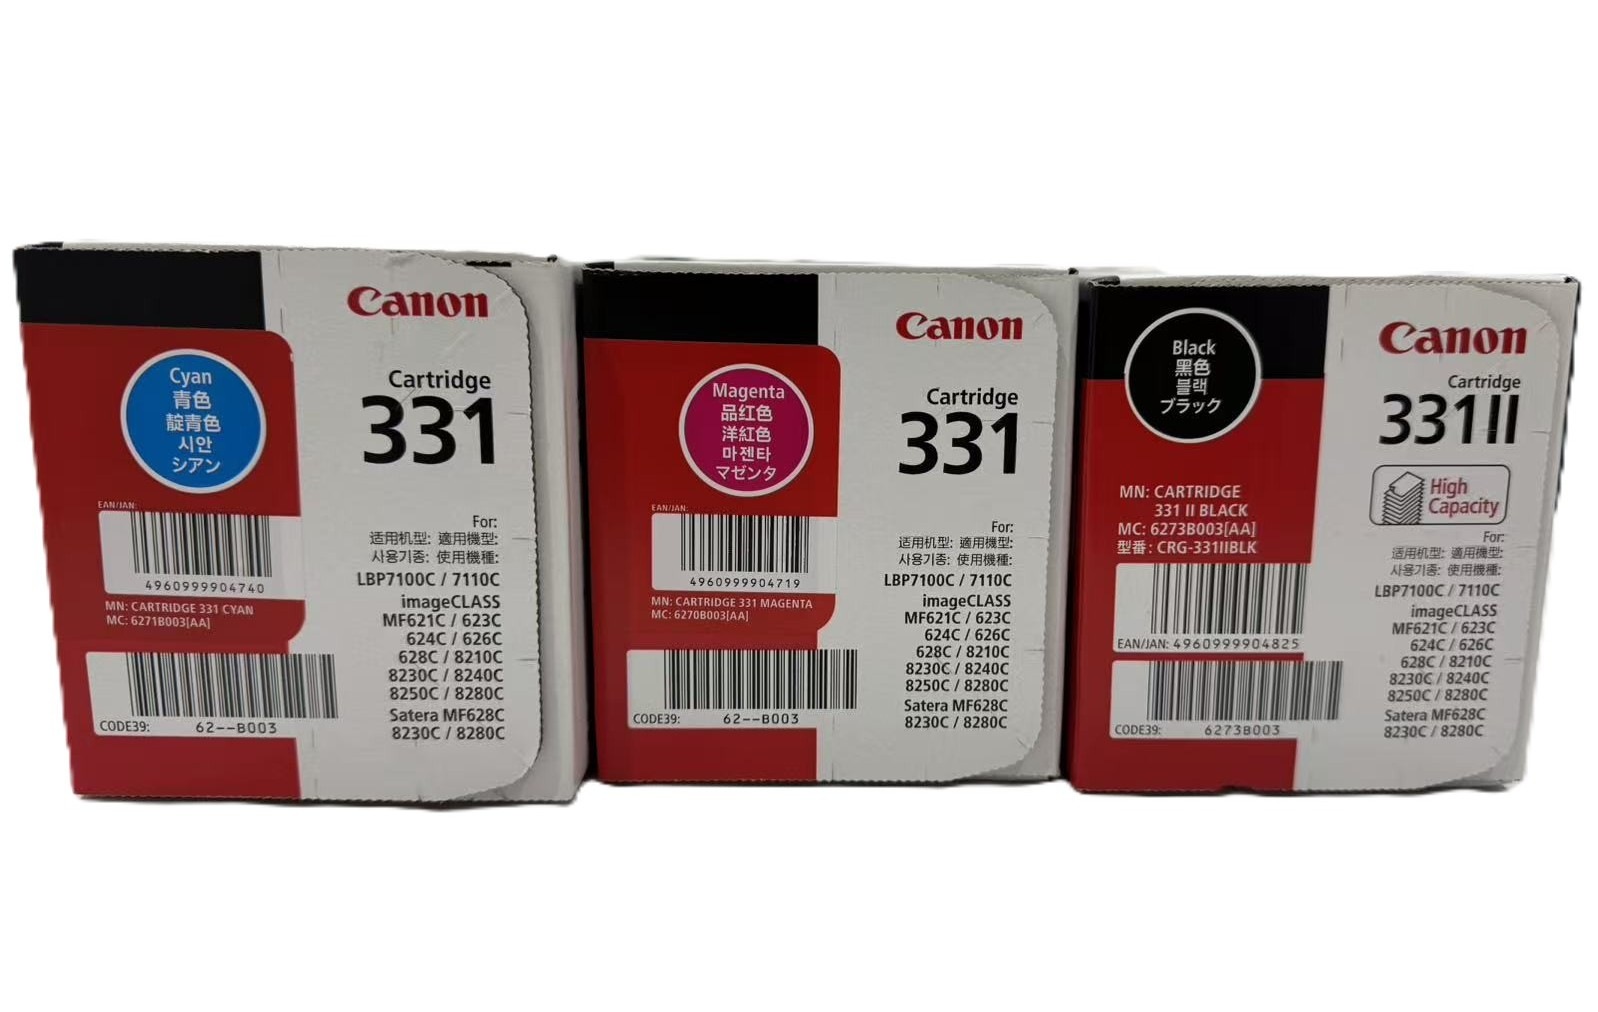 Canon
Cartridge
331
Cyan
青色
靛青色
시안
シアン
EAN/JAN:
4960999904740
MN: CARTRIDGE 331 CYAN
MC: 6271B003[AA]
CODE39: 62--B003
For:
适用机型: 適用機型:
사용기종: 使用機種:
LBP7100C / 7110C
imageCLASS
MF621C / 623C
624C / 626C
628C / 8210C
8230C / 8240C
8250C / 8280C
Satera MF628C
8230C / 8280C
Canon
Cartridge
331
Magenta
品红色
洋紅色
마젠타
マゼンタ
EAN/JAN:
4960999904719
MN: CARTRIDGE 331 MAGENTA
MC: 6270B003[AA]
CODE39: 62--B003
For:
适用机型: 適用機型:
사용기종: 使用機種:
LBP7100C / 7110C
imageCLASS
MF621C / 623C
624C / 626C
628C / 8210C
8230C / 8240C
8250C / 8280C
Satera MF628C
8230C / 8280C
Canon
Cartridge
331II
High
Capacity
Black
黑色
블랙
ブラック
MN: CARTRIDGE
331 II BLACK
MC: 6273B003[AA]
型番: CRG-331IIBLK
EAN/JAN: 4960999904825
CODE39: 6273B003
For:
适用机型: 適用機型:
사용기종: 使用機種:
LBP7100C / 7110C
imageCLASS
MF621C / 623C
624C / 626C
628C / 8210C
8230C / 8240C
8250C / 8280C
Satera MF628C
8230C / 8280C